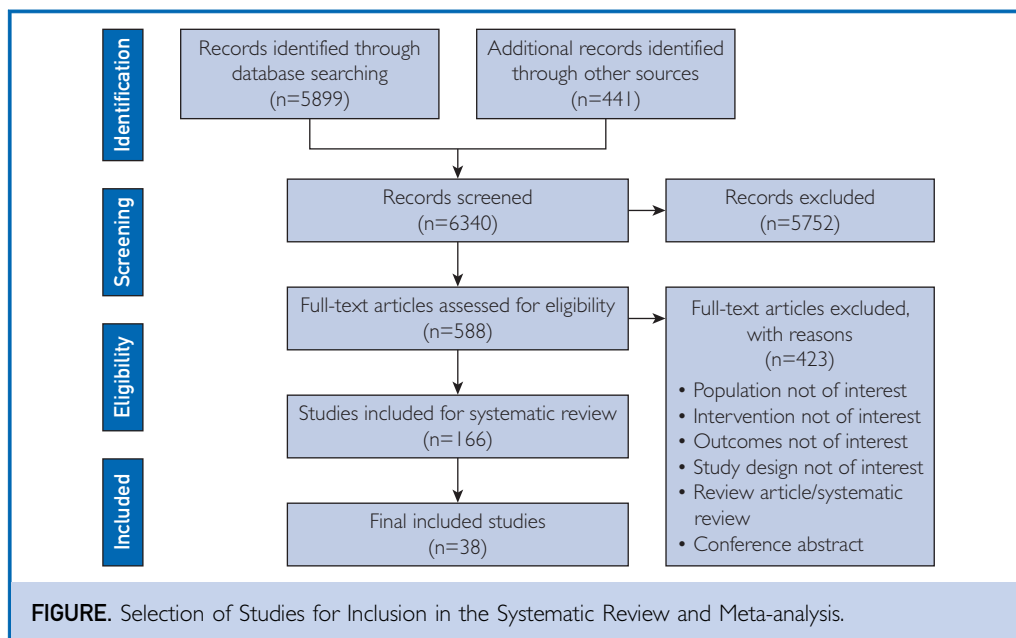 Identification
Records identified through
database searching
(n=5899)
Additional records identified
through other sources
(n=441)
Screening
Records screened
(n=6340)
Records excluded
(n=5752)
Eligibility
Full-text articles assessed for eligibility
(n=588)
Full-text articles excluded,
with reasons
(n=423)
• Population not of interest
• Intervention not of interest
• Outcomes not of interest
• Study design not of interest
• Review article/systematic
review
• Conference abstract
Studies included for systematic review
(n=166)
Included
Final included studies
(n=38)
FIGURE. Selection of Studies for Inclusion in the Systematic Review and Meta-analysis.